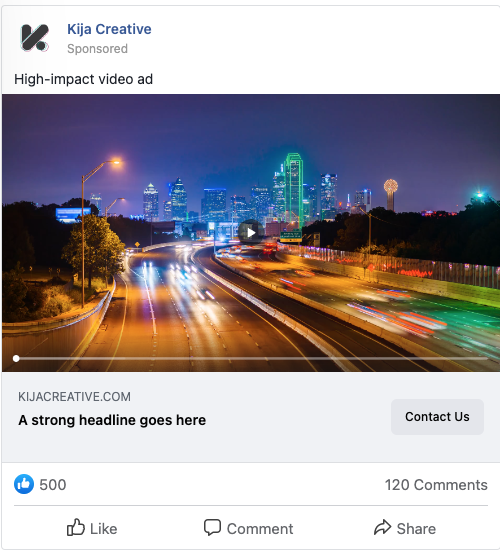 Kija Creative
Sponsored
High-impact video ad
KIJACREATIVE.COM
A strong headline goes here
Contact Us
500
120 Comments
Like
Comment
Share